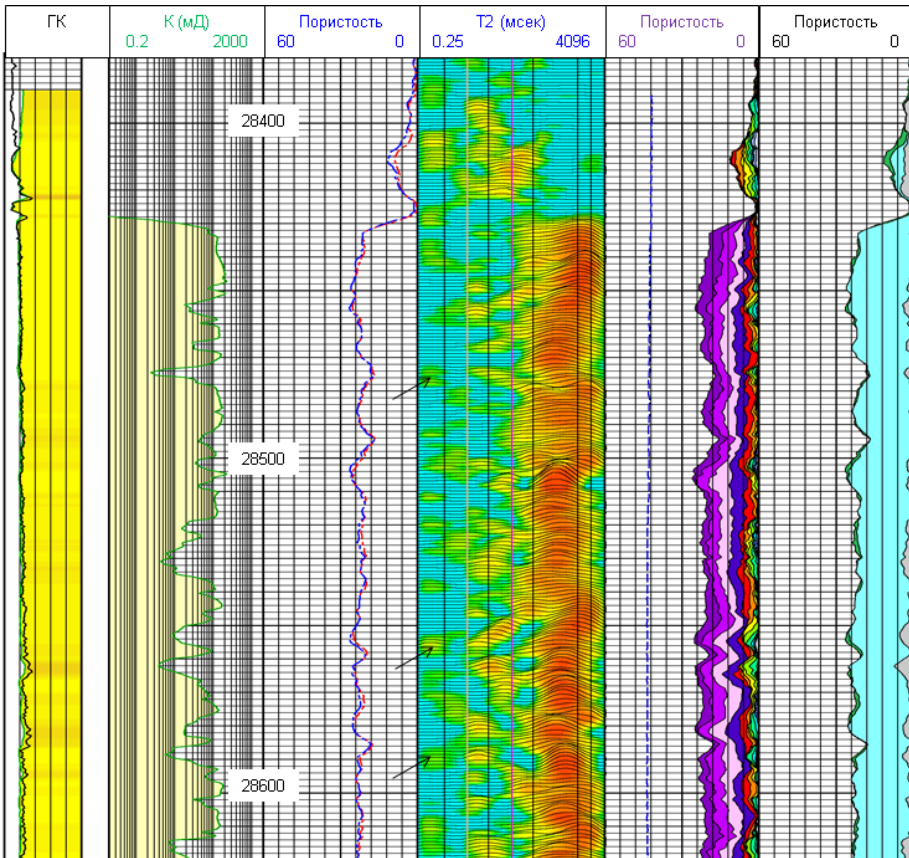 ГК
К (мД)
0.2 2000
Пористость
60 0
Т2 (мсек)
0.25 4096
Пористость
60 0
Пористость
60 0
28400
28500
28600